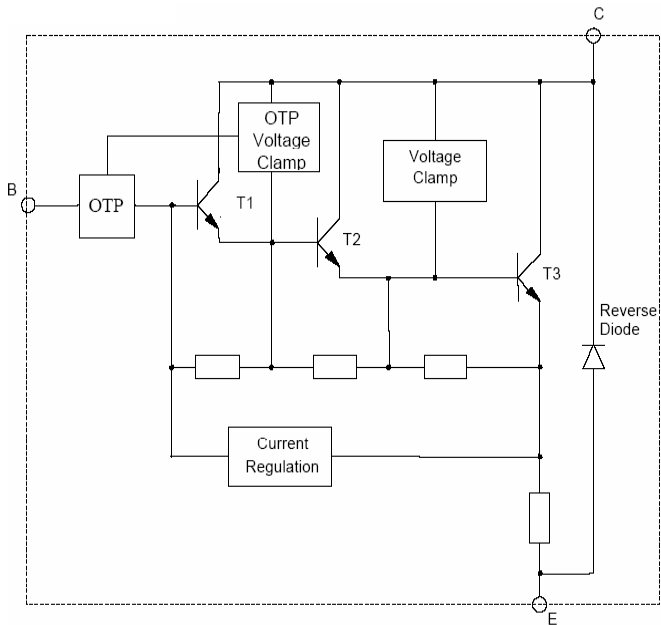 C
OTP
Voltage
Clamp
Voltage
Clamp
B
OTP
T1
T2
T3
Reverse
Diode
Current
Regulation
E